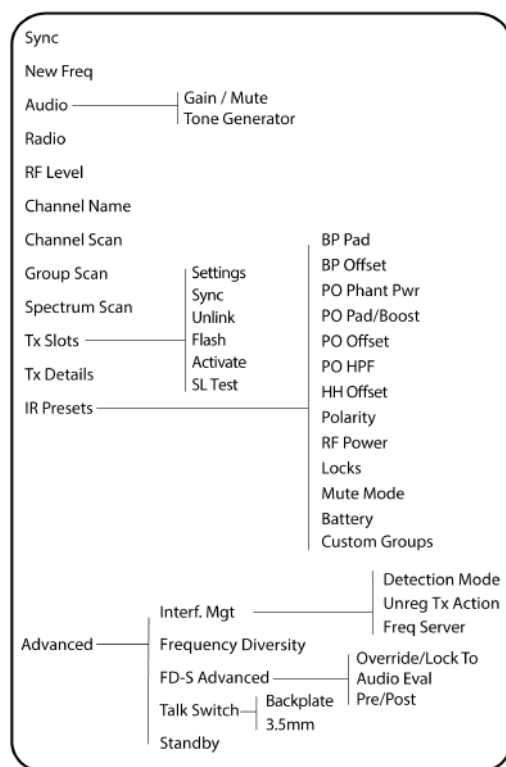 Sync
New Freq
Audio
Gain / Mute
Tone Generator
Radio
RF Level
Channel Name
Channel Scan
Group Scan
Spectrum Scan
Tx Slots
Settings
Sync
Unlink
Flash
Activate
SL Test
Tx Details
IR Presets
BP Pad
BP Offset
PO Phant Pwr
PO Pad/Boost
PO Offset
PO HPF
HH Offset
Polarity
RF Power
Locks
Mute Mode
Battery
Custom Groups
Advanced
Interf. Mgt
Detection Mode
Unreg Tx Action
Freq Server
Frequency Diversity
FD-S Advanced
Override/Lock To
Audio Eval
Pre/Post
Talk Switch
Backplate
3.5mm
Standby